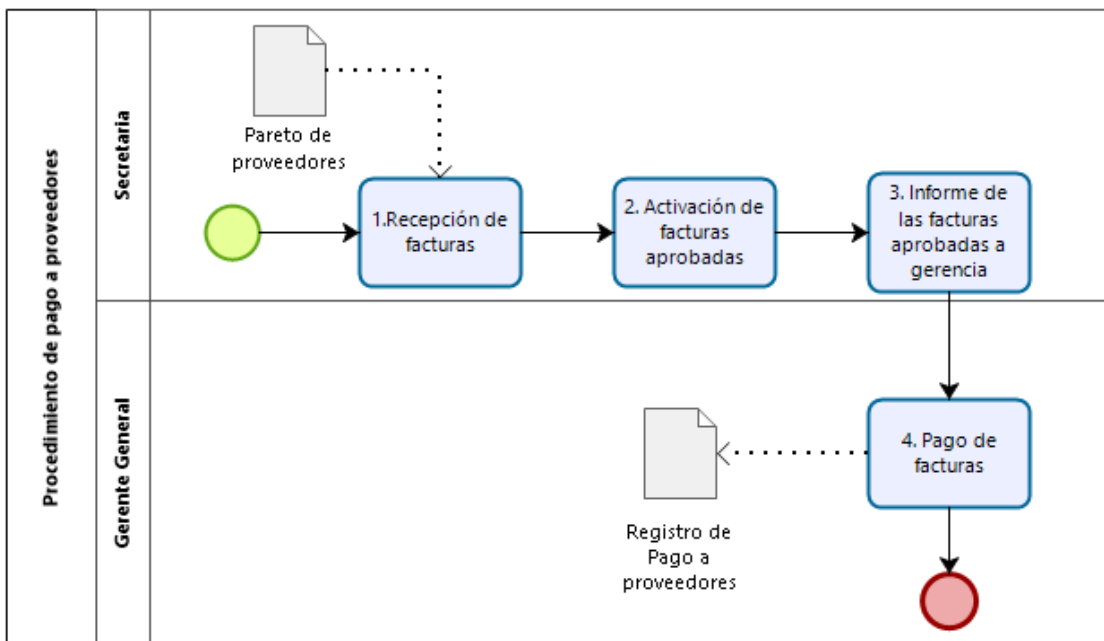 Procedimiento de pago a proveedores
Secretaria
Pareto de
proveedores
1.Recepción de
facturas
2. Activación de
facturas
aprobadas
3. Informe de
las facturas
aprobadas a
gerencia
Gerente General
4. Pago de
facturas
Registro de
Pago a
proveedores